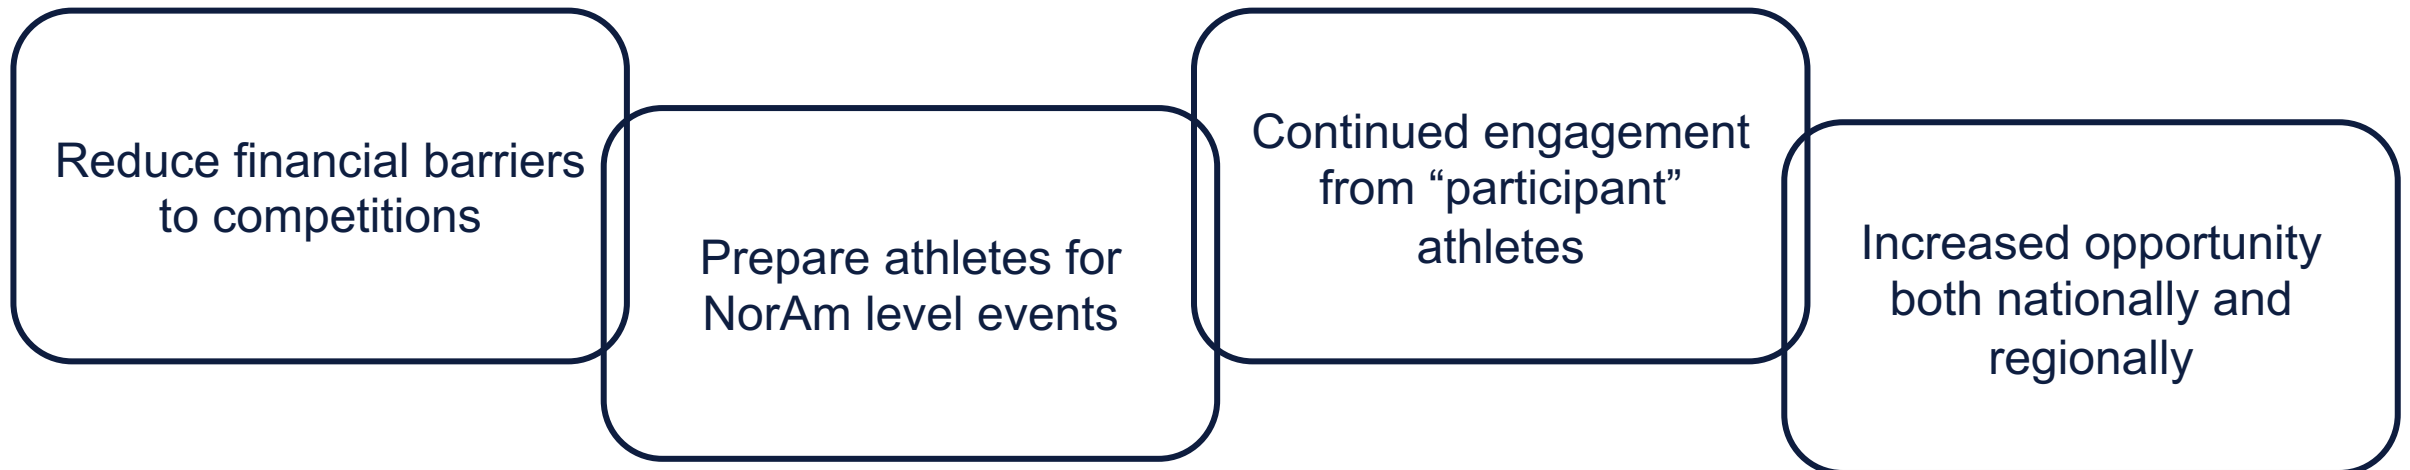 Reduce financial barriers
to competitions
Prepare athletes for
NorAm level events
Continued engagement
from “participant”
athletes
Increased opportunity
both nationally and
regionally